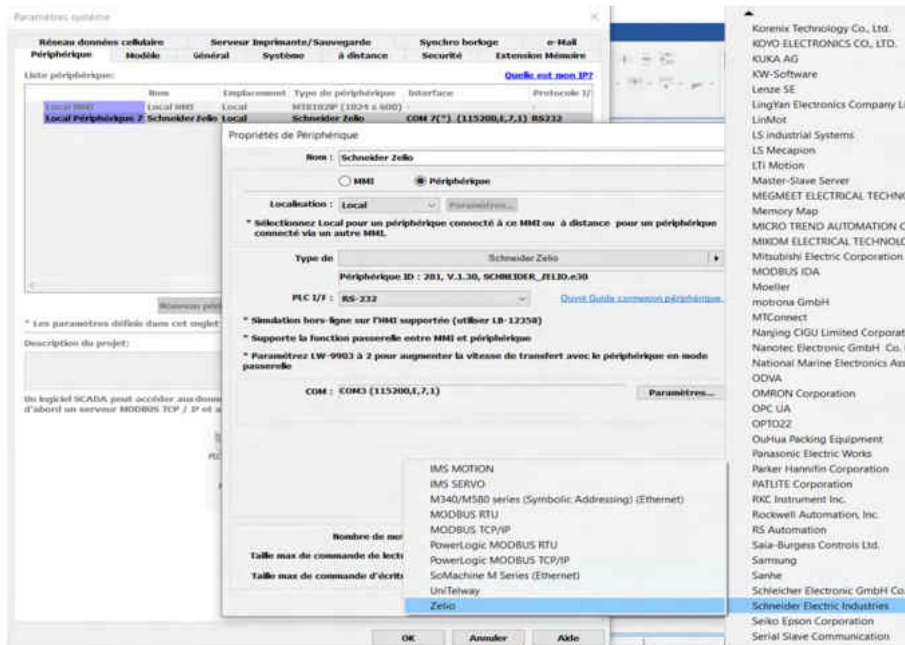 Paramètres système
Réseau données cellulaire Serveur Imprimante/Sauvegarde Synchro horloge e-Mail
Périphérique Modèle Général Système à distance Securité Extension Mémoire
Liste périphérique: Quelle est mon IP?
Nom Emplacement Type de périphérique Interface Protocole I/
Local MMI Local HMI Local MT8102iP (1024 x 600) -
Local Périphérique 7 Schneider Zelio Local Schneider Zelio COM 7(*) (115200,E,7,1) RS232
Propriétés de Périphérique
Nom : Schneider Zelio
MMI Périphérique
Localisation : Local Paramètres...
* Sélectionnez Local pour un périphérique connecté à ce MMI ou à distance pour un périphérique
connecté via un autre MMI.
Type de Schneider Zelio
Périphérique ID : 281, V.1.30, SCHNEIDER_ZELIO.e30
PLC I/F : RS-232 Ouvrir Guide connexion périphérique.
* Simulation hors-ligne sur l'HMI supportée (utiliser LB-12358)
* Supporte la fonction passerelle entre MMI et périphérique
* Paramétrez LW-9903 à 2 pour augmenter la vitesse de transfert avec le périphérique en mode
passerelle
COM : COM3 (115200,E,7,1) Paramètres...
Nouveau péri
* Les paramètres définis dans cet onglet
Description du projet:
Un logiciel SCADA peut accéder aux donn
d'abord un serveur MODBUS TCP / IP et a
Nombre de mo
Taille max de commande de lect
Taille max de commande d'écrit
IMS MOTION
IMS SERVO
M340/M580 series (Symbolic Addressing) (Ethernet)
MODBUS RTU
MODBUS TCP/IP
PowerLogic MODBUS RTU
PowerLogic MODBUS TCP/IP
SoMachine M Series (Ethernet)
UniTelway
Zelio
OK Annuler Aide
Korenix Technology Co., Ltd.
KOYO ELECTRONICS CO., LTD.
KUKA AG
KW-Software
Lenze SE
LingYan Electronics Company Li
LinMot
LS industrial Systems
LS Mecapion
LTi Motion
Master-Slave Server
MEGMEET ELECTRICAL TECHNO
Memory Map
MICRO TREND AUTOMATION C
MIKOM ELECTRICAL TECHNOLO
Mitsubishi Electric Corporation
MODBUS IDA
Moeller
motrona GmbH
MTConnect
Nanjing CIGU Limited Corporat
Nanotec Electronic GmbH Co.
National Marine Electronics Ass
ODVA
OMRON Corporation
OPC UA
OPTO22
OuHua Packing Equipment
Panasonic Electric Works
Parker Hannifin Corporation
PATLITE Corporation
RKC Instrument Inc.
Rockwell Automation, Inc.
RS Automation
Saia-Burgess Controls Ltd.
Samsung
Sanhe
Schleicher Electronic GmbH Co.
Schneider Electric Industries
Seiko Epson Corporation
Serial Slave Communication